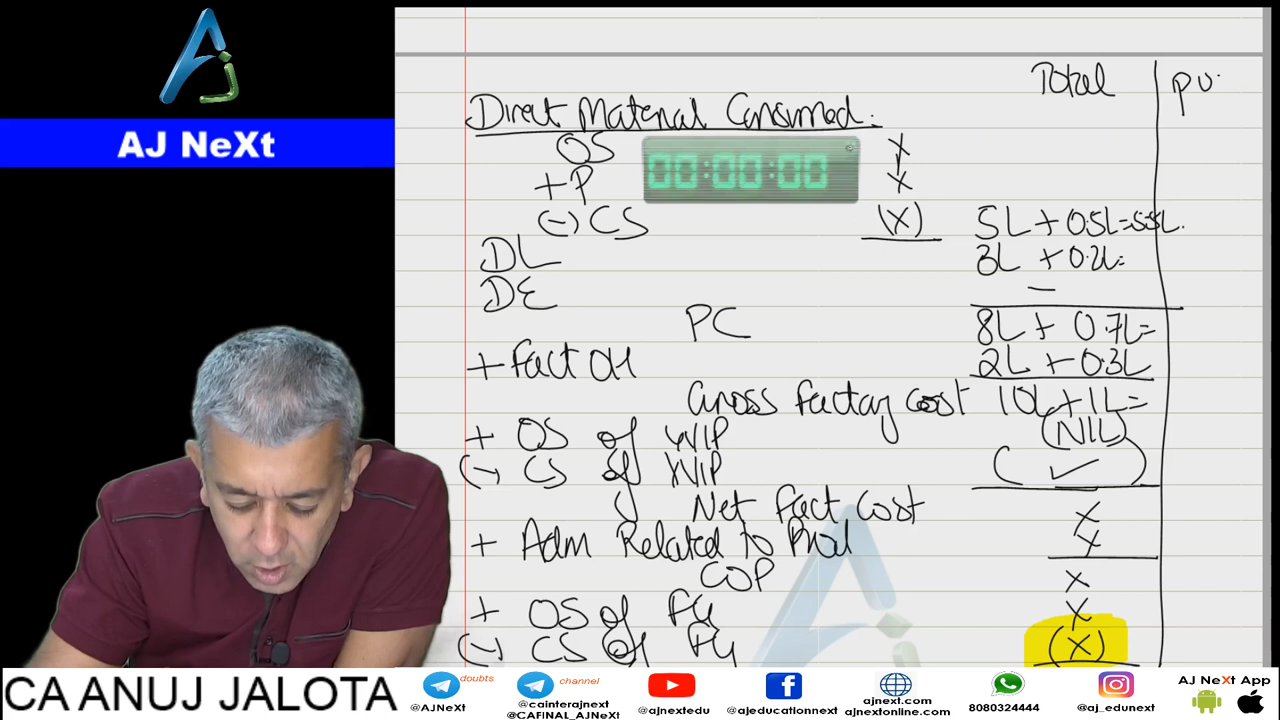 AJ NeXt
Total p u.
Direct Material Consumed.
OS x
00:00:00
+ P x
(-) CS (x) 5L + 0.5L=5.5L.
DL 3L + 0.2L=
DE —
PC 8L + 0.7L=
+ Fact OH 2L + 0.3L
Gross Factory Cost 10L + 1L=
+ OS of WIP (NIL)
(-) CS of WIP ( ✓ )
Net Fact Cost x
+ Adm Related to Prod x
COP x
+ OS of FG x
(-) CS of FG (x)
CA ANUJ JALOTA
doubts
@AJNeXt
channel
@cainterajnext
@CAFINAL_AJNeXt
@ajnextedu
@ajeducationnext
ajnext.com
ajnextonline.com
8080324444
@aj_edunext
AJ NeXt App